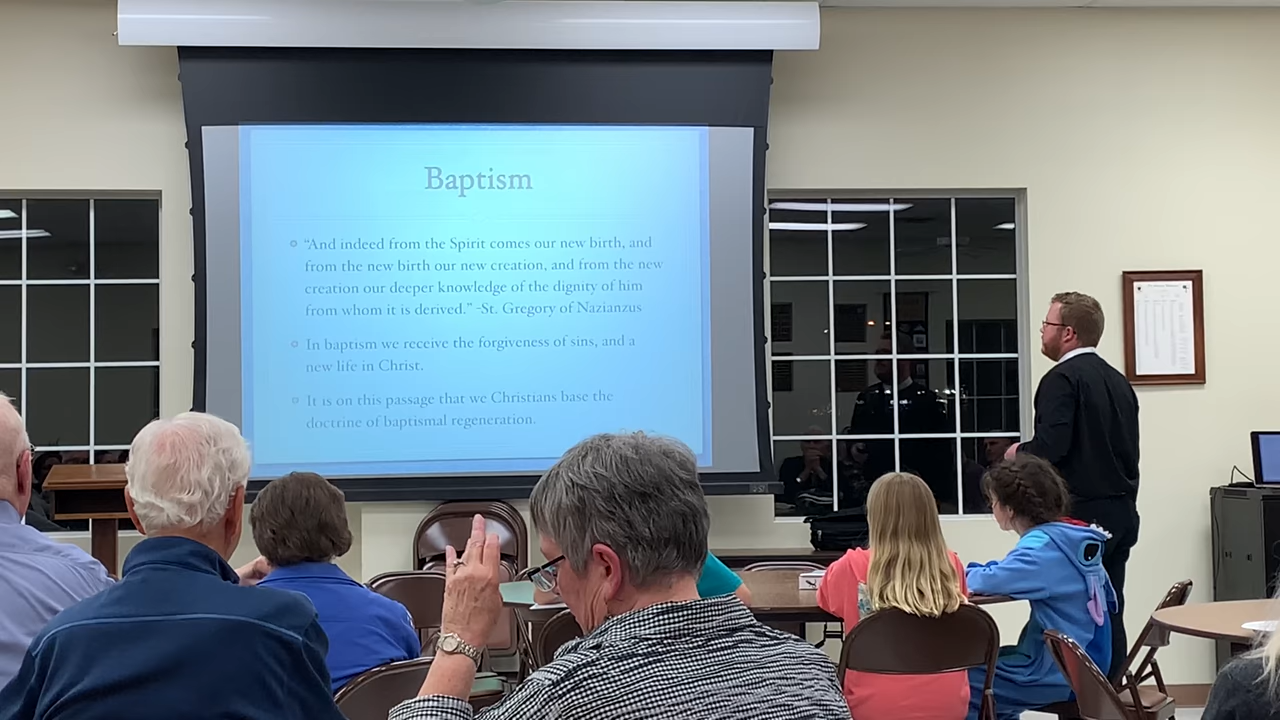 Baptism
“And indeed from the Spirit comes our new birth, and
from the new birth our new creation, and from the new
creation our deeper knowledge of the dignity of him
from whom it is derived.” -St. Gregory of Nazianzus
In baptism we receive the forgiveness of sins, and a
new life in Christ.
It is on this passage that we Christians base the
doctrine of baptismal regeneration.